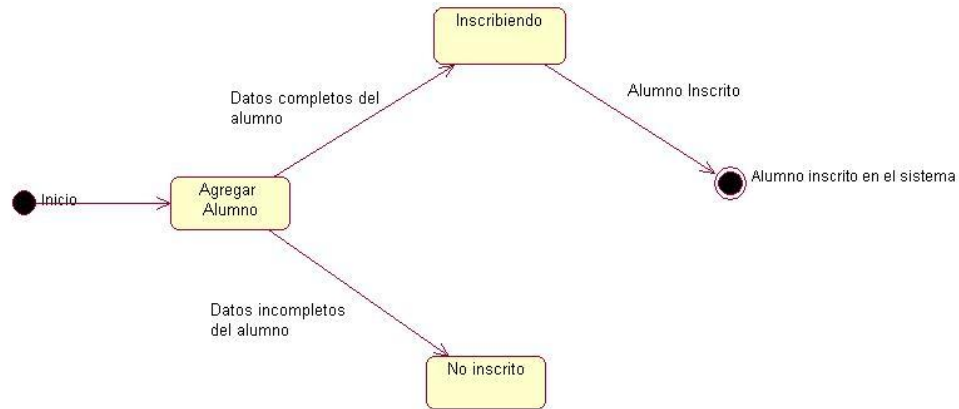 Inscribiendo
Datos completos del
alumno
Alumno Inscrito
Inicio
Agregar
Alumno
Alumno inscrito en el sistema
Datos incompletos
del alumno
No inscrito